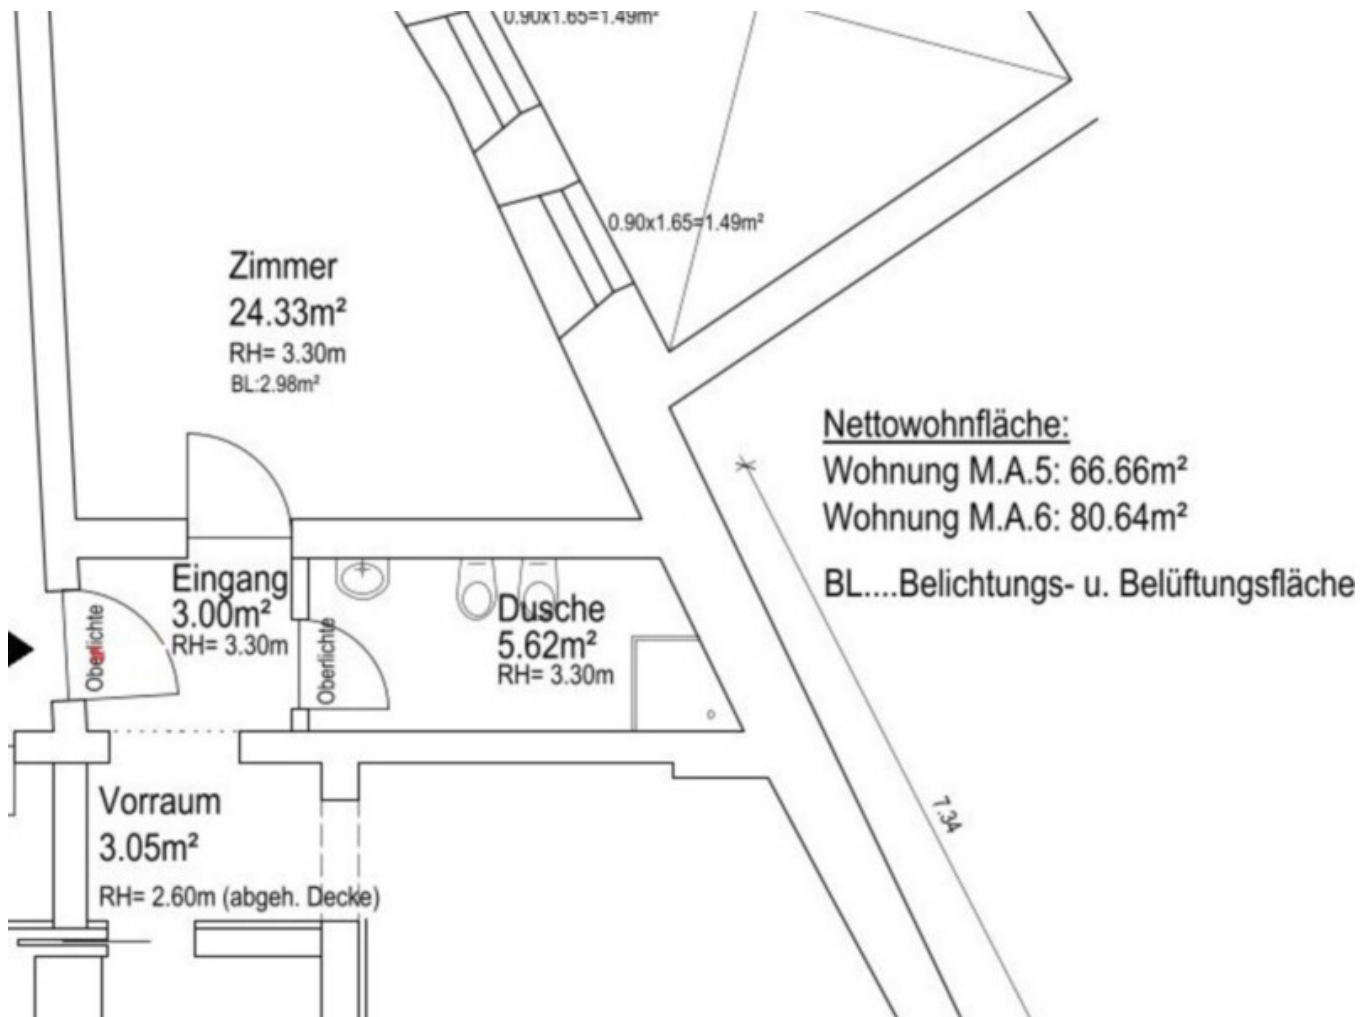 0.90x1.65=1.49m²
0.90x1.65=1.49m²
Zimmer
24.33m²
RH= 3.30m
BL:2.98m²
Nettowohnfläche:
Wohnung M.A.5: 66.66m²
Wohnung M.A.6: 80.64m²
BL....Belichtungs- u. Belüftungsfläche
Eingang
3.00m²
RH= 3.30m
Oberlichte
Oberlichte
Dusche
5.62m²
RH= 3.30m
Vorraum
3.05m²
RH= 2.60m (abgeh. Decke)
7.34